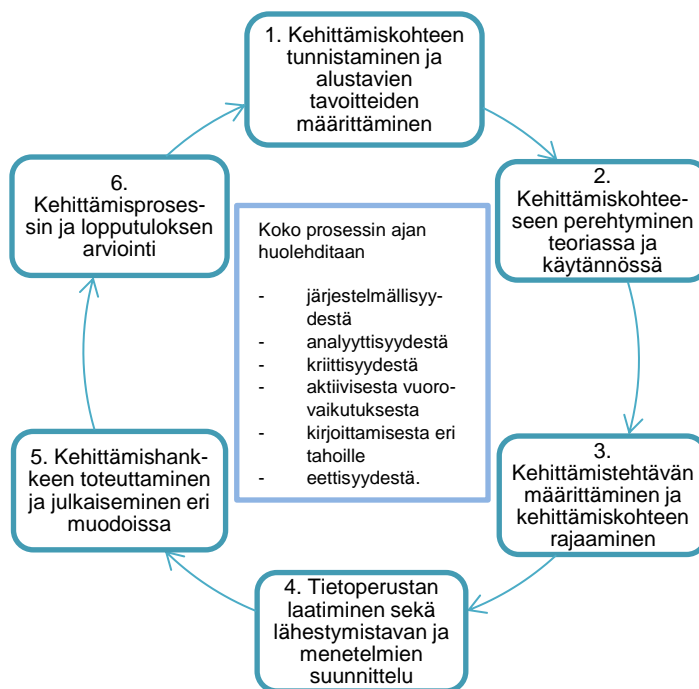 1. Kehittämiskohteen
tunnistaminen ja
alustavien
tavoitteiden
määrittäminen
2.
Kehittämiskohtee-
seen perehtyminen
teoriassa ja
käytännössä
3.
Kehittämistehtävän
määrittäminen ja
kehittämiskohteen
rajaaminen
4. Tietoperustan
laatiminen sekä
lähestymistavan ja
menetelmien
suunnittelu
5. Kehittämishank-
keen toteuttaminen
ja julkaiseminen eri
muodoissa
6.
Kehittämisproses-
sin ja lopputuloksen
arviointi
Koko prosessin ajan
huolehditaan
- järjestelmällisyy-
destä
- analyyttisyydestä
- kriittisyydestä
- aktiivisesta vuoro-
vaikutuksesta
- kirjoittamisesta eri
tahoille
- eettisyydestä.